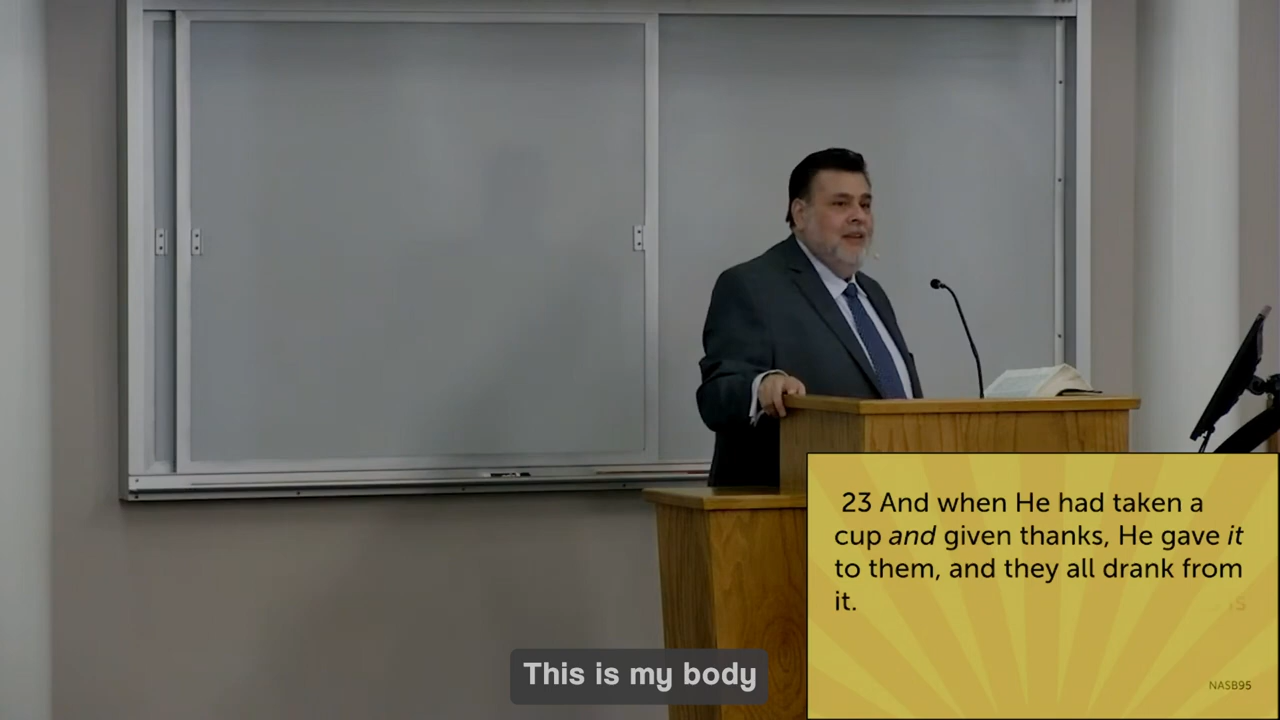 23 And when He had taken a
cup and given thanks, He gave it
to them, and they all drank from
it.
NASB95
This is my body